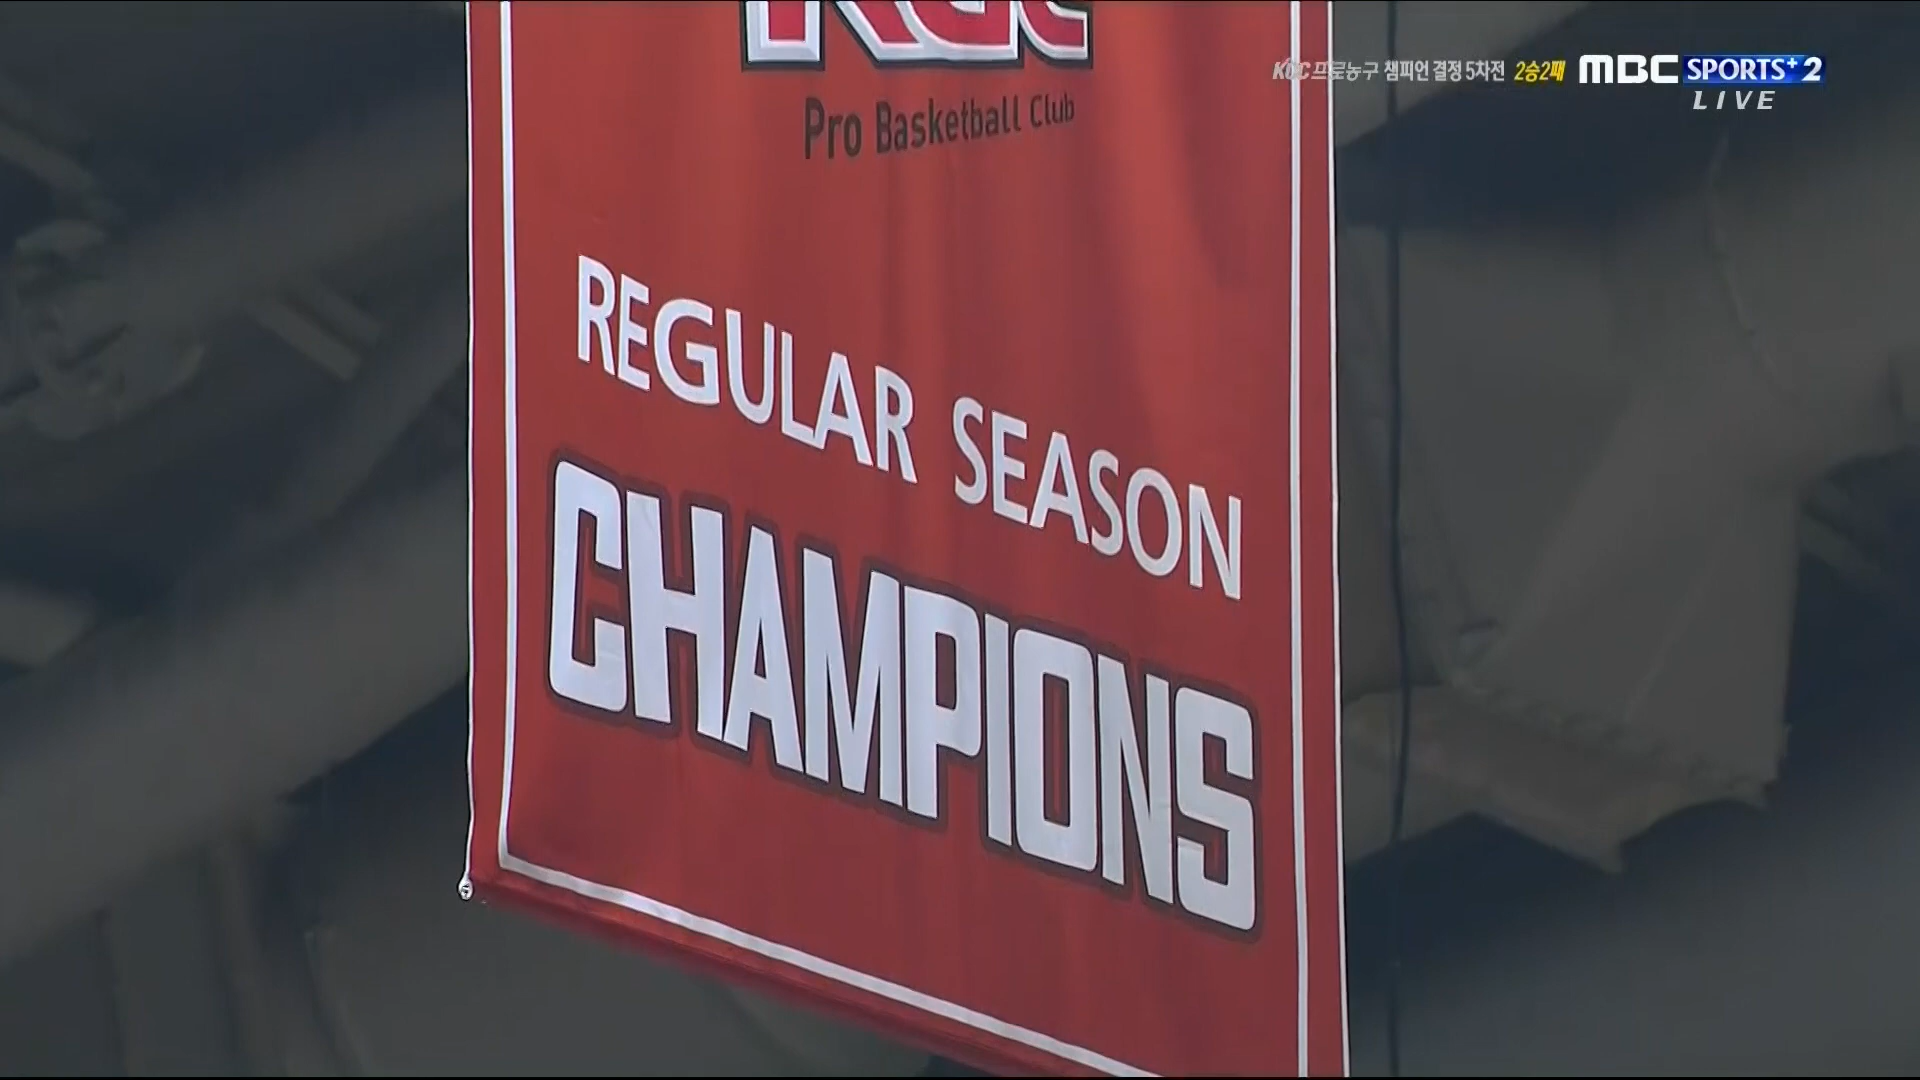 KGC
Pro Basketball Club
REGULAR SEASON
CHAMPIONS
KCC 프로농구 챔피언 결정 5차전 2승2패
MBC SPORTS+ 2
LIVE